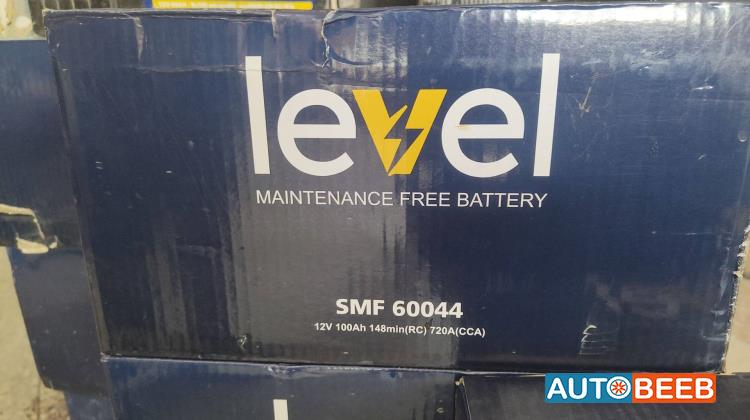 level
MAINTENANCE FREE BATTERY
SMF 60044
12V 100Ah 148min(RC) 720A(CCA)
AUTOBEEB